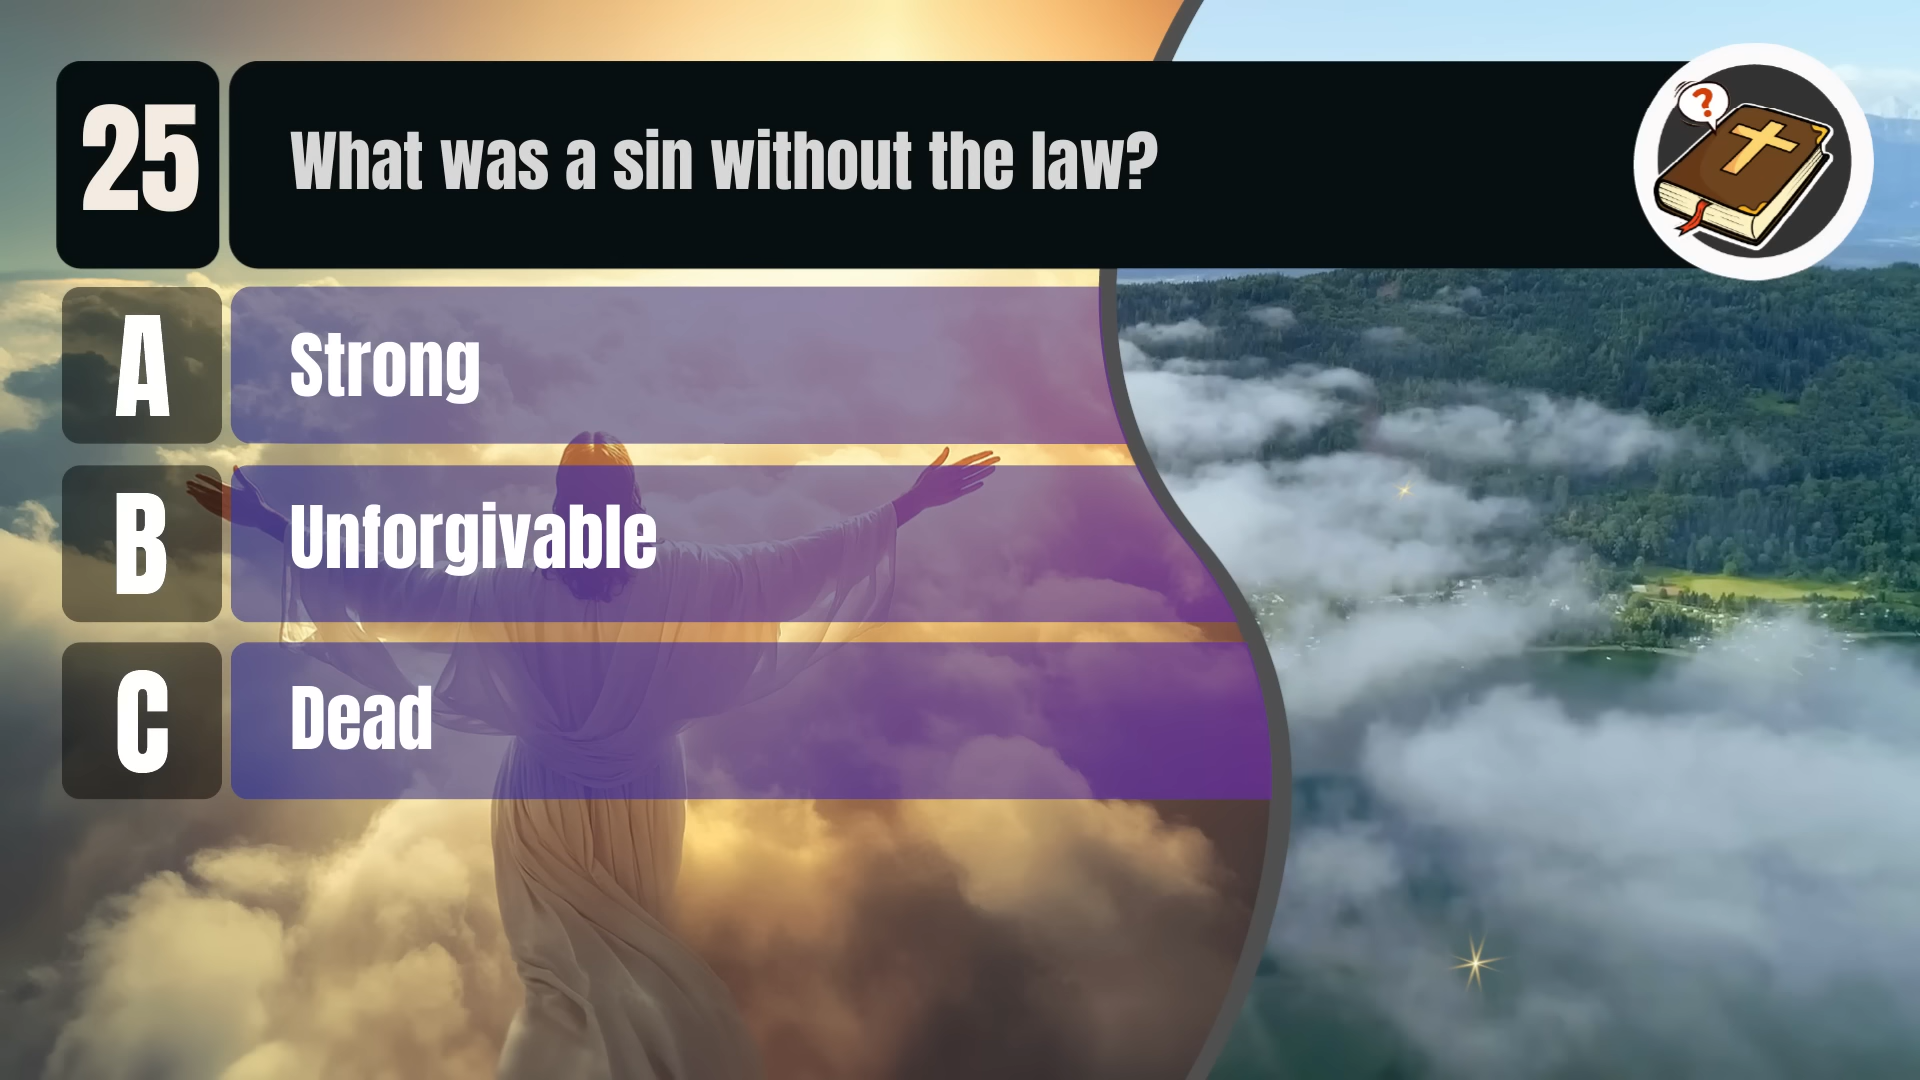 25
What was a sin without the law?
?
A
Strong
B
Unforgivable
C
Dead